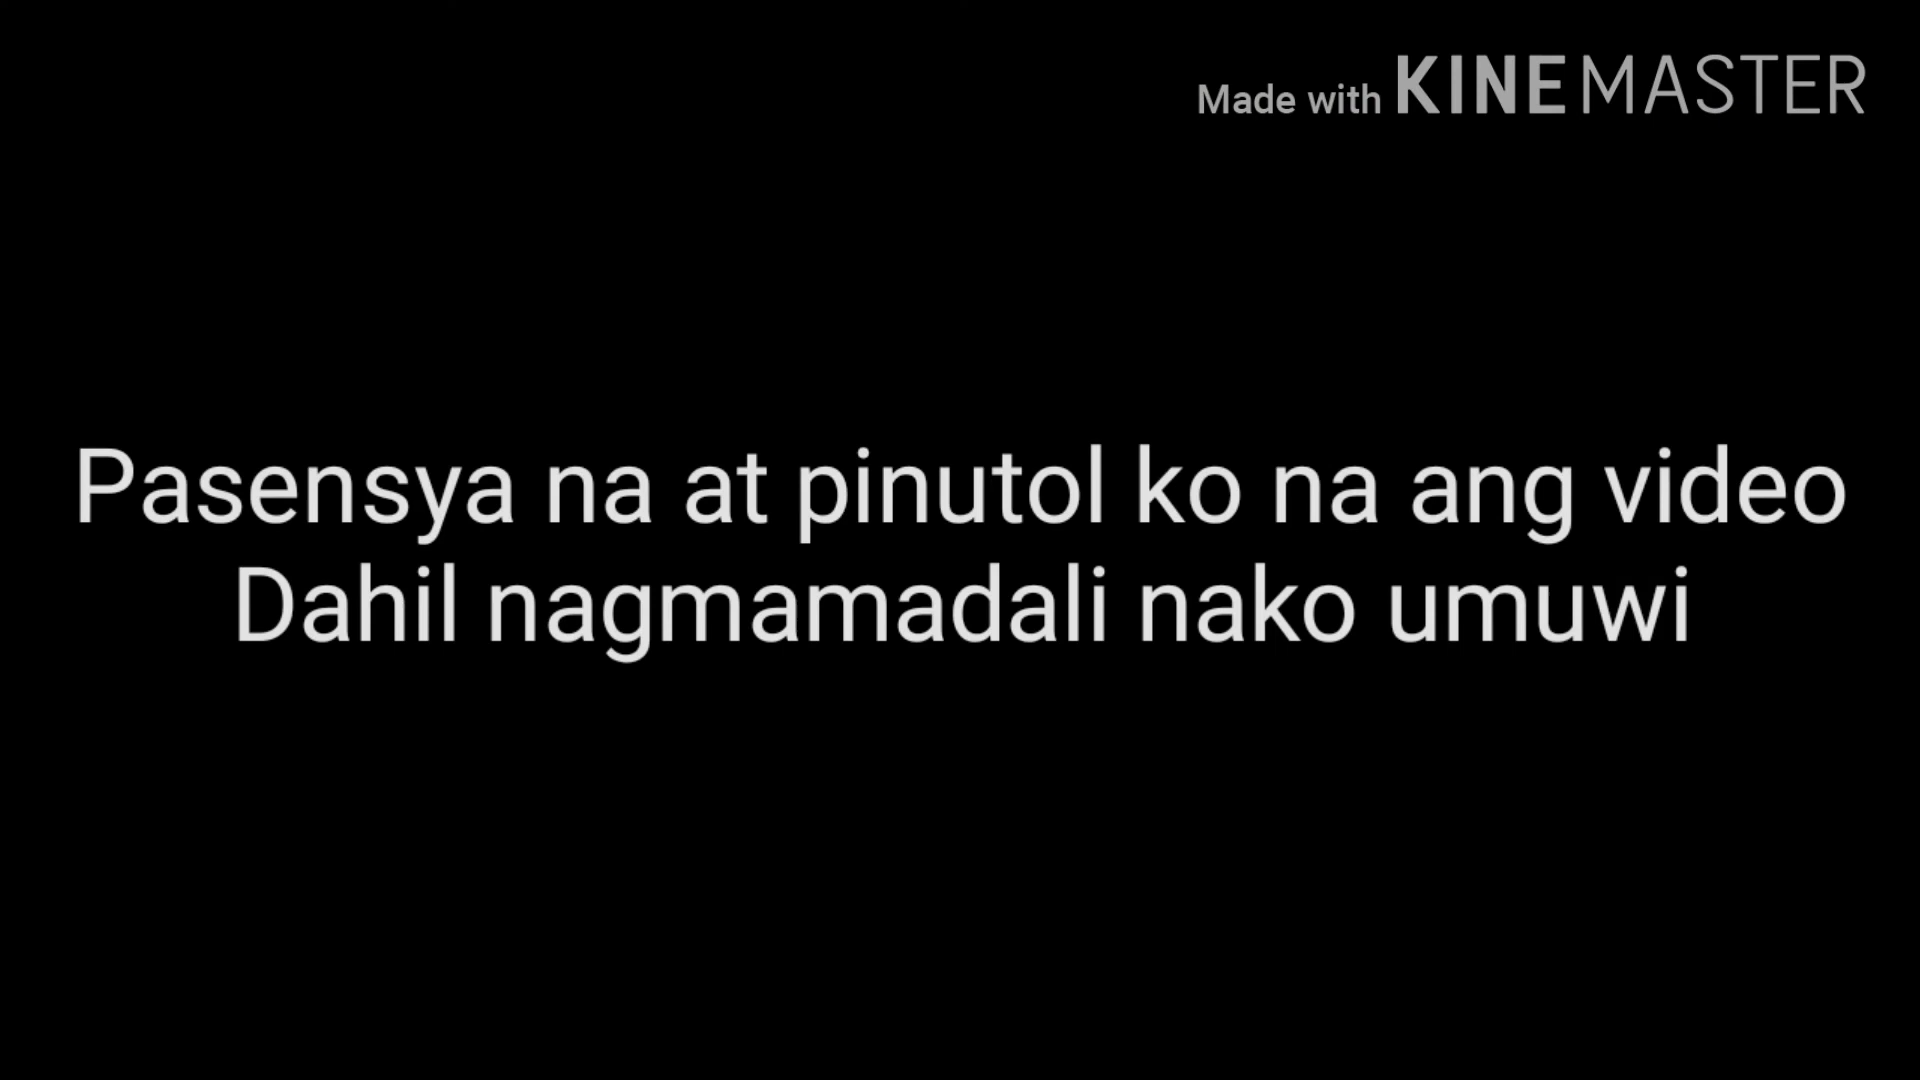 Made with KINEMASTER
Pasensya na at pinutol ko na ang video
Dahil nagmamadali nako umuwi